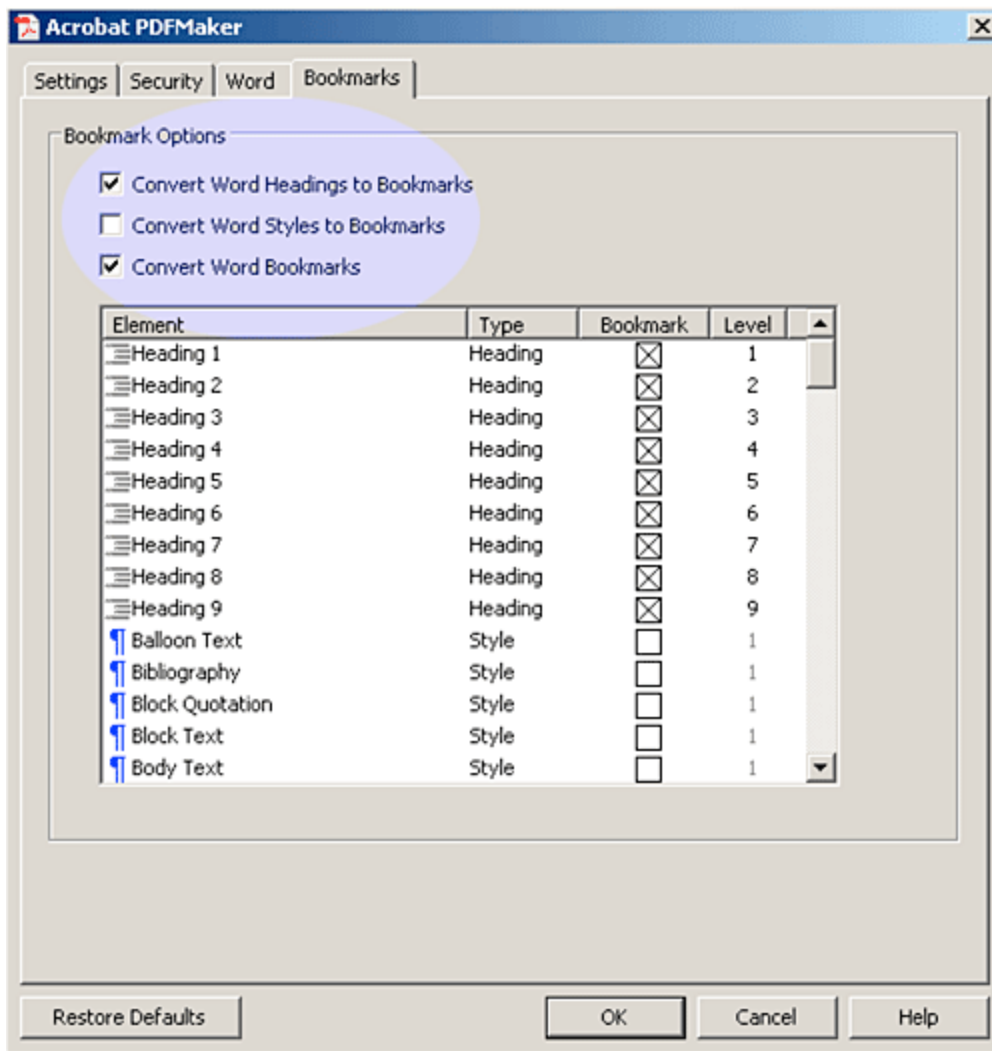 Acrobat PDFMaker
Settings Security Word Bookmarks
Bookmark Options
Convert Word Headings to Bookmarks
Convert Word Styles to Bookmarks
Convert Word Bookmarks
Element Type Bookmark Level
Heading 1 Heading 1
Heading 2 Heading 2
Heading 3 Heading 3
Heading 4 Heading 4
Heading 5 Heading 5
Heading 6 Heading 6
Heading 7 Heading 7
Heading 8 Heading 8
Heading 9 Heading 9
Balloon Text Style 1
Bibliography Style 1
Block Quotation Style 1
Block Text Style 1
Body Text Style 1
Restore Defaults OK Cancel Help